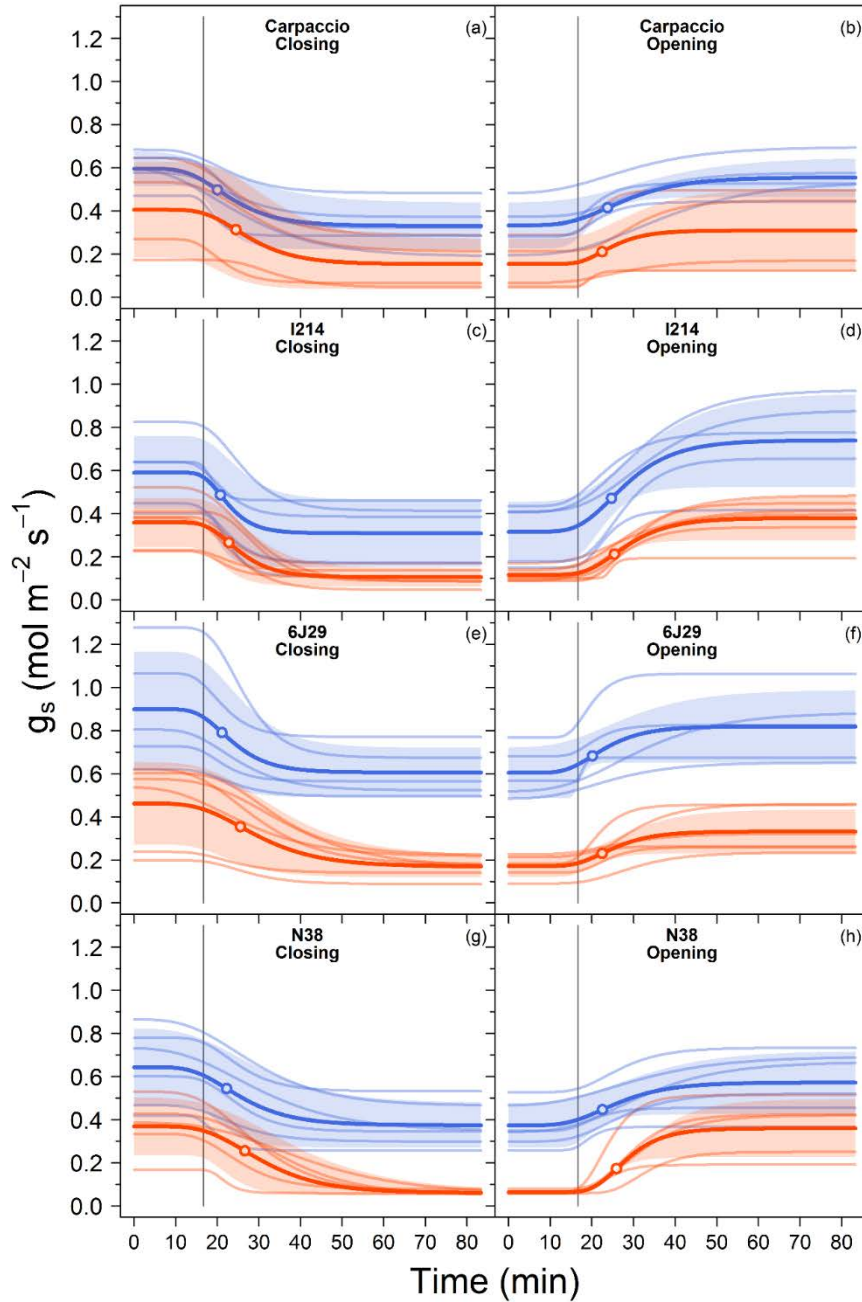 Carpaccio
Closing
(a)
Carpaccio
Opening
(b)
1.2
1.0
0.8
0.6
0.4
0.2
0.0
I214
Closing
(c)
I214
Opening
(d)
1.2
1.0
0.8
0.6
0.4
0.2
0.0
6J29
Closing
(e)
6J29
Opening
(f)
1.2
1.0
0.8
0.6
0.4
0.2
0.0
N38
Closing
(g)
N38
Opening
(h)
1.2
1.0
0.8
0.6
0.4
0.2
0.0
gs (mol m−2 s−1)
0 10 20 30 40 50 60 70 80
0 10 20 30 40 50 60 70 80
Time (min)